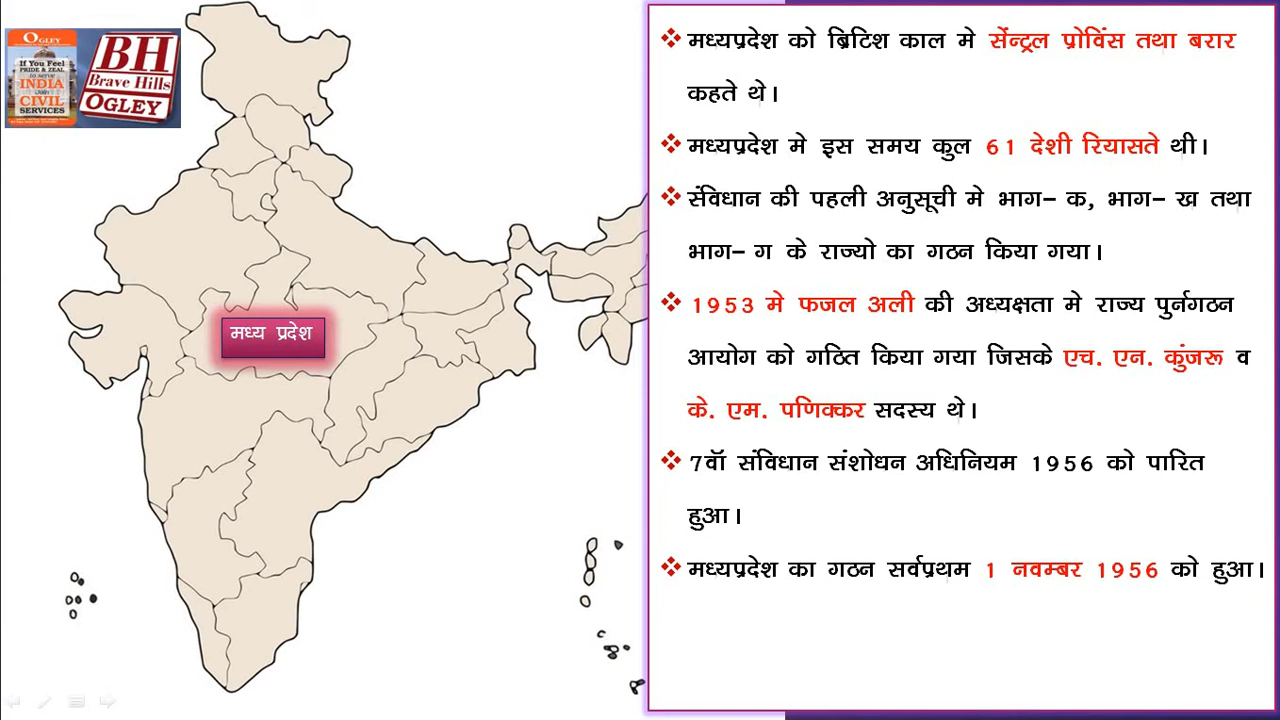 OGLEY
If You Feel
PRIDE & ZEAL
to serve
INDIA
CIVIL
SERVICES
BH
Brave Hills
OGLEY
मध्य प्रदेश
मध्यप्रदेश को ब्रिटिश काल मे सेंन्ट्रल प्रोविंस तथा बरार
कहते थे।
मध्यप्रदेश मे इस समय कुल 61 देशी रियासते थी।
संविधान की पहली अनुसूची मे भाग- क, भाग- ख तथा
भाग- ग के राज्यो का गठन किया गया।
1953 मे फजल अली की अध्यक्षता मे राज्य पुर्नगठन
आयोग को गठित किया गया जिसके एच. एन. कुंजरू व
के. एम. पणिक्कर सदस्य थे।
7वॉ संविधान संशोधन अधिनियम 1956 को पारित
हुआ।
मध्यप्रदेश का गठन सर्वप्रथम 1 नवम्बर 1956 को हुआ।